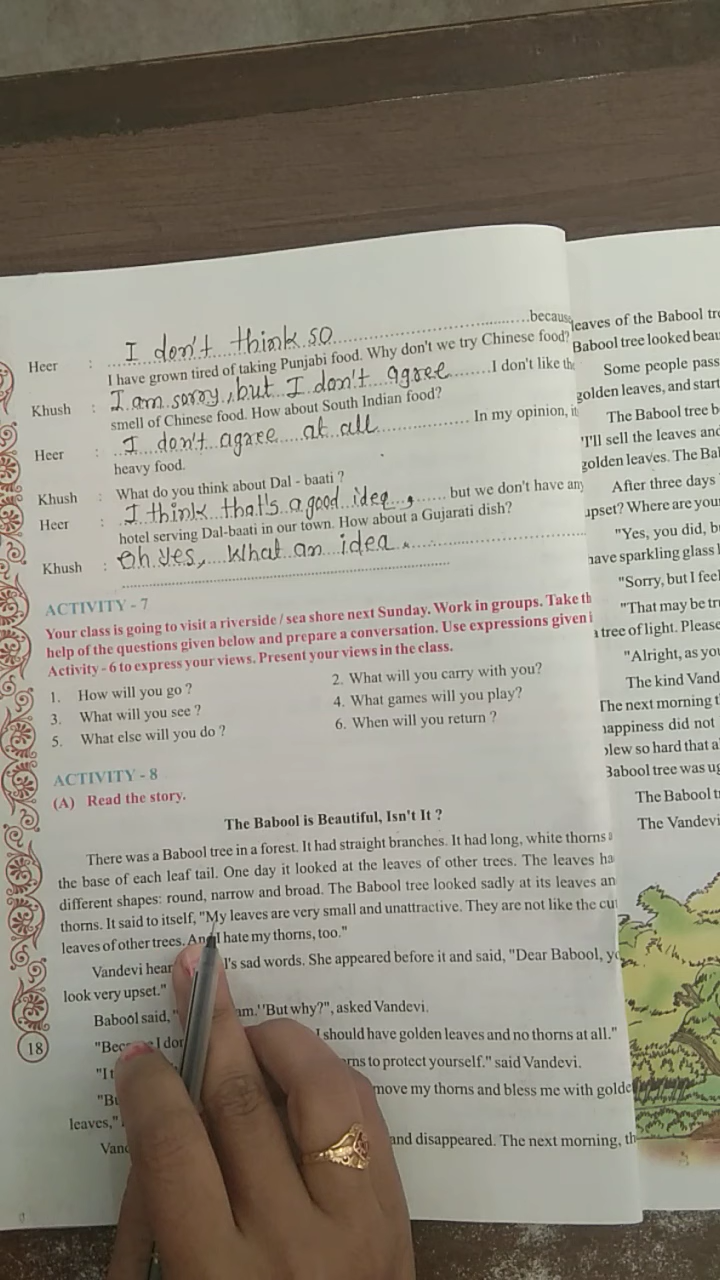 I don't think so ............ because
Heer : I have grown tired of taking Punjabi food. Why don't we try Chinese food?
Khush : I am sorry, but I don't agree ........ I don't like the
smell of Chinese food. How about South Indian food?
Heer : I don't agree at all ............ In my opinion, it
heavy food.
Khush : What do you think about Dal - baati ?
Heer : I think that's a good idea, ...... but we don't have any
hotel serving Dal-baati in our town. How about a Gujarati dish?
Khush : Oh Yes, What an idea.
ACTIVITY - 7
Your class is going to visit a riverside / sea shore next Sunday. Work in groups. Take th
help of the questions given below and prepare a conversation. Use expressions given i
Activity - 6 to express your views. Present your views in the class.
1. How will you go ? 2. What will you carry with you?
3. What will you see ? 4. What games will you play?
5. What else will you do ? 6. When will you return ?
ACTIVITY - 8
(A) Read the story.
The Babool is Beautiful, Isn't It ?
There was a Babool tree in a forest. It had straight branches. It had long, white thorns
the base of each leaf tail. One day it looked at the leaves of other trees. The leaves ha
different shapes: round, narrow and broad. The Babool tree looked sadly at its leaves an
thorns. It said to itself, "My leaves are very small and unattractive. They are not like the cut
leaves of other trees. And I hate my thorns, too."
Vandevi hear l's sad words. She appeared before it and said, "Dear Babool, yo
look very upset."
Babool said, " am." "But why?", asked Vandevi.
"Because I don I should have golden leaves and no thorns at all."
"I t rns to protect yourself." said Vandevi.
"Bu move my thorns and bless me with golde
leaves,"
Vand and disappeared. The next morning, th
18
leaves of the Babool tre
Babool tree looked beau
Some people pass
golden leaves, and start
The Babool tree b
"I'll sell the leaves and
golden leaves. The Bab
After three days
upset? Where are your
"Yes, you did, b
have sparkling glass l
"Sorry, but I feel
"That may be tr
a tree of light. Please
"Alright, as you
The kind Vand
The next morning t
happiness did not
blew so hard that a
Babool tree was ug
The Babool t
The Vandevi